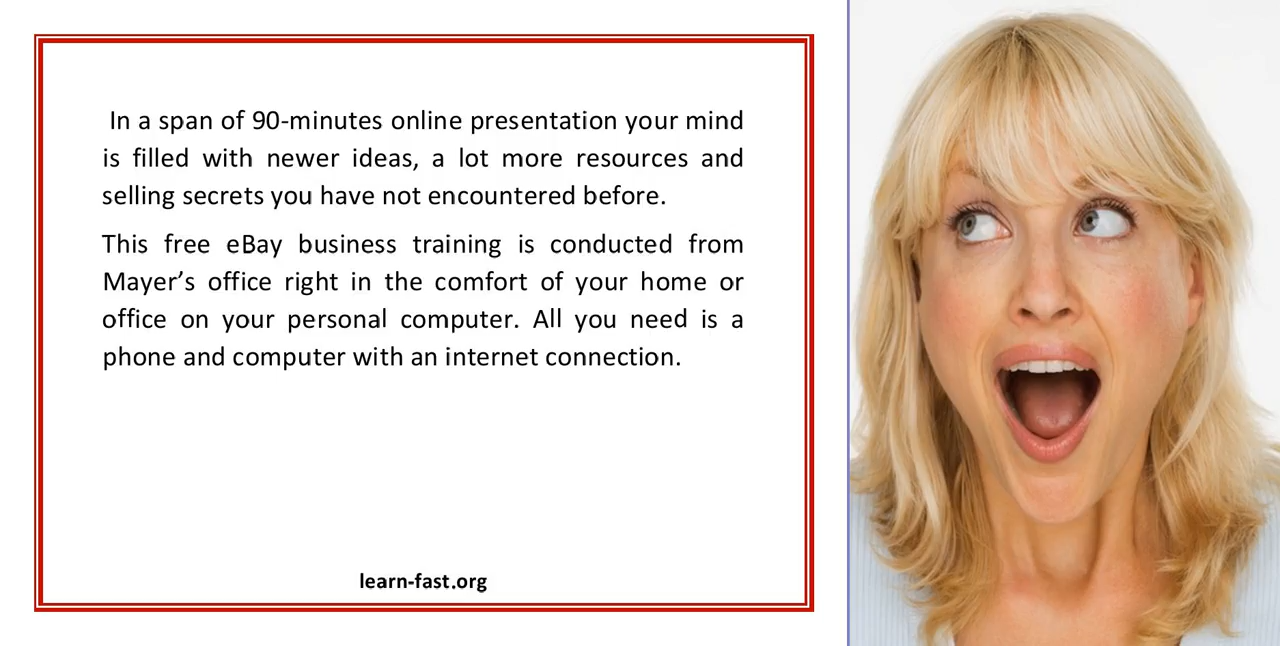 In a span of 90-minutes online presentation your mind
is filled with newer ideas, a lot more resources and
selling secrets you have not encountered before.
This free eBay business training is conducted from
Mayer’s office right in the comfort of your home or
office on your personal computer. All you need is a
phone and computer with an internet connection.
learn-fast.org